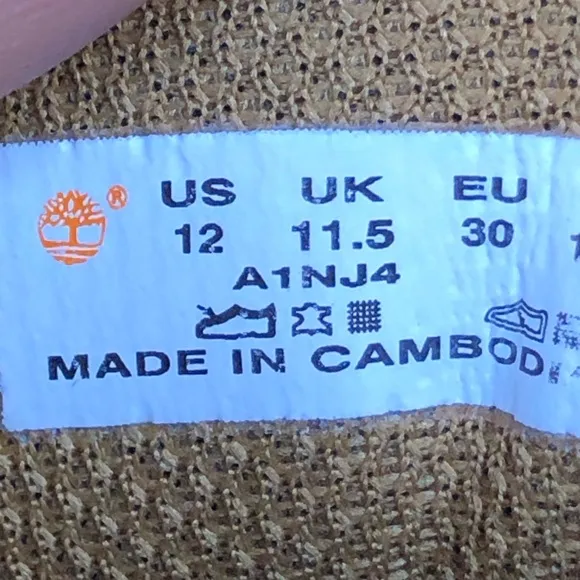 ® US UK EU
12 11.5 30
A1NJ4
MADE IN CAMBOD